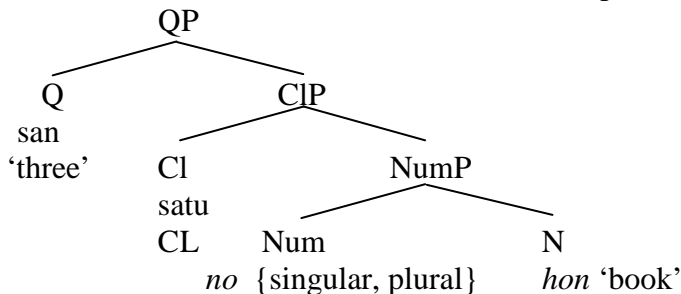 QP
Q ClP
san
‘three’ Cl NumP
satu
CL Num N
no {singular, plural} hon ‘book’